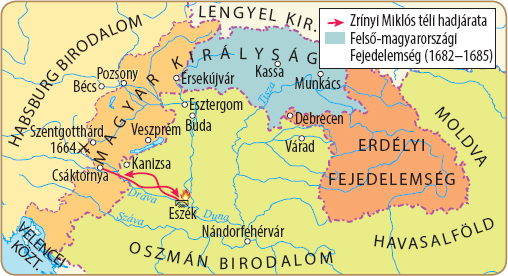 LENGYEL KIR.
Zrínyi Miklós téli hadjárata
Felső-magyarországi
Fejedelemség (1682–1685)
HABSBURG BIRODALOM
MAGYAR KIRÁLYSÁG
Pozsony
Bécs
Érsekújvár
Kassa
Munkács
Tisza
Esztergom
Buda
Debrecen
Várad
Szentgotthárd
1664
Veszprém
Kanizsa
Csáktornya
ERDÉLYI
FEJEDELEMSÉG
MOLDVA
Dráva
Eszék
Duna
Száva
Nándorfehérvár
VELENCEI
KÖZT.
OSZMÁN BIRODALOM
HAVASALFÖLD